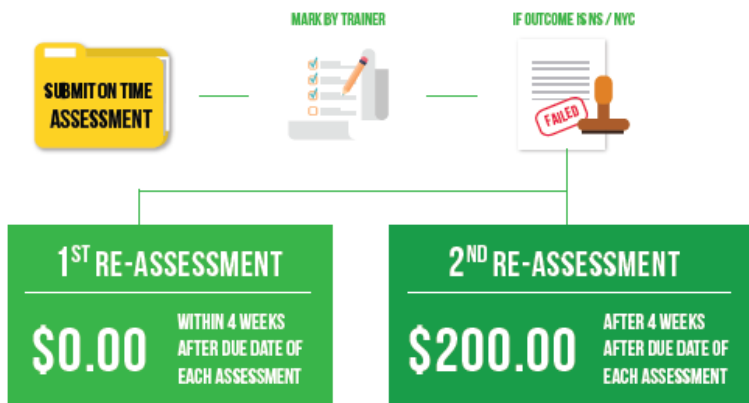 MARK BY TRAINER
IF OUTCOME IS NS / NYC
SUBMIT ON TIME
ASSESSMENT
FAILED
1ST RE-ASSESSMENT
$0.00
WITHIN 4 WEEKS
AFTER DUE DATE OF
EACH ASSESSMENT
2ND RE-ASSESSMENT
$200.00
AFTER 4 WEEKS
AFTER DUE DATE OF
EACH ASSESSMENT